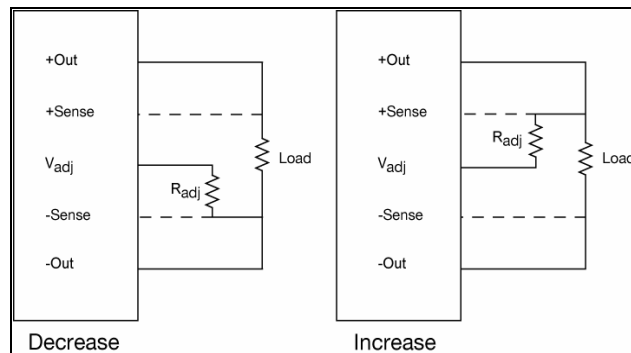 +Out
+Sense
Vadj
-Sense
-Out
Radj
Load
Decrease
+Out
+Sense
Vadj
-Sense
-Out
Radj
Load
Increase